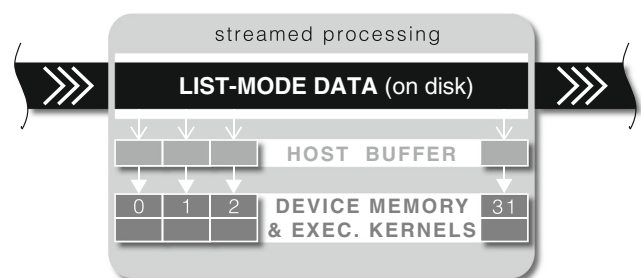 streamed processing
LIST-MODE DATA (on disk)
HOST BUFFER
0 1 2 DEVICE MEMORY 31
& EXEC. KERNELS